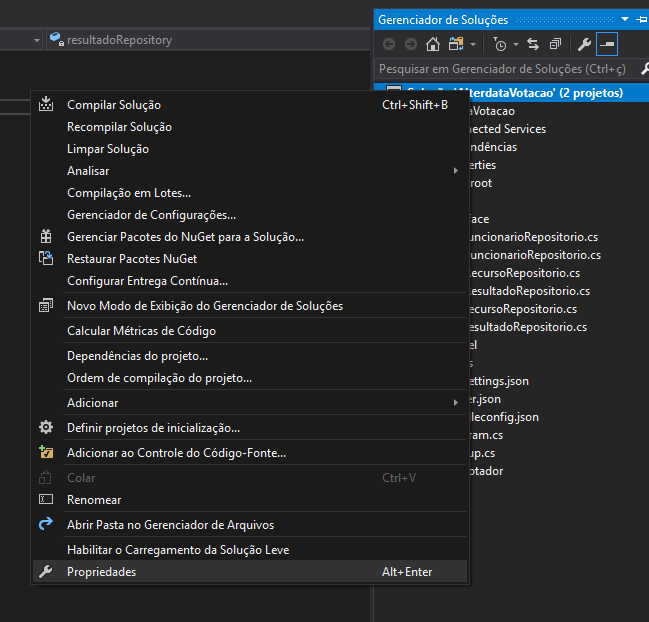 Gerenciador de Soluções
resultadoRepository
Pesquisar em Gerenciador de Soluções (Ctrl+ç)
(2 projetos)
Compilar Solução Ctrl+Shift+B
Recompilar Solução
Limpar Solução
Analisar
Compilação em Lotes...
Gerenciador de Configurações...
Gerenciar Pacotes do NuGet para a Solução...
Restaurar Pacotes NuGet
Configurar Entrega Contínua...
Novo Modo de Exibição do Gerenciador de Soluções
Calcular Métricas de Código
Dependências do projeto...
Ordem de compilação do projeto...
Adicionar
Definir projetos de inicialização...
Adicionar ao Controle do Código-Fonte...
Colar Ctrl+V
Renomear
Abrir Pasta no Gerenciador de Arquivos
Habilitar o Carregamento da Solução Leve
Propriedades Alt+Enter
aVotacao
nected Services
ndências
erties
root
face
uncionarioRepositorio.cs
uncionarioRepositorio.cs
ecursoRepositorio.cs
esultadoRepositorio.cs
ecursoRepositorio.cs
esultadoRepositorio.cs
el
s
ettings.json
er.json
lleconfig.json
ram.cs
up.cs
otador